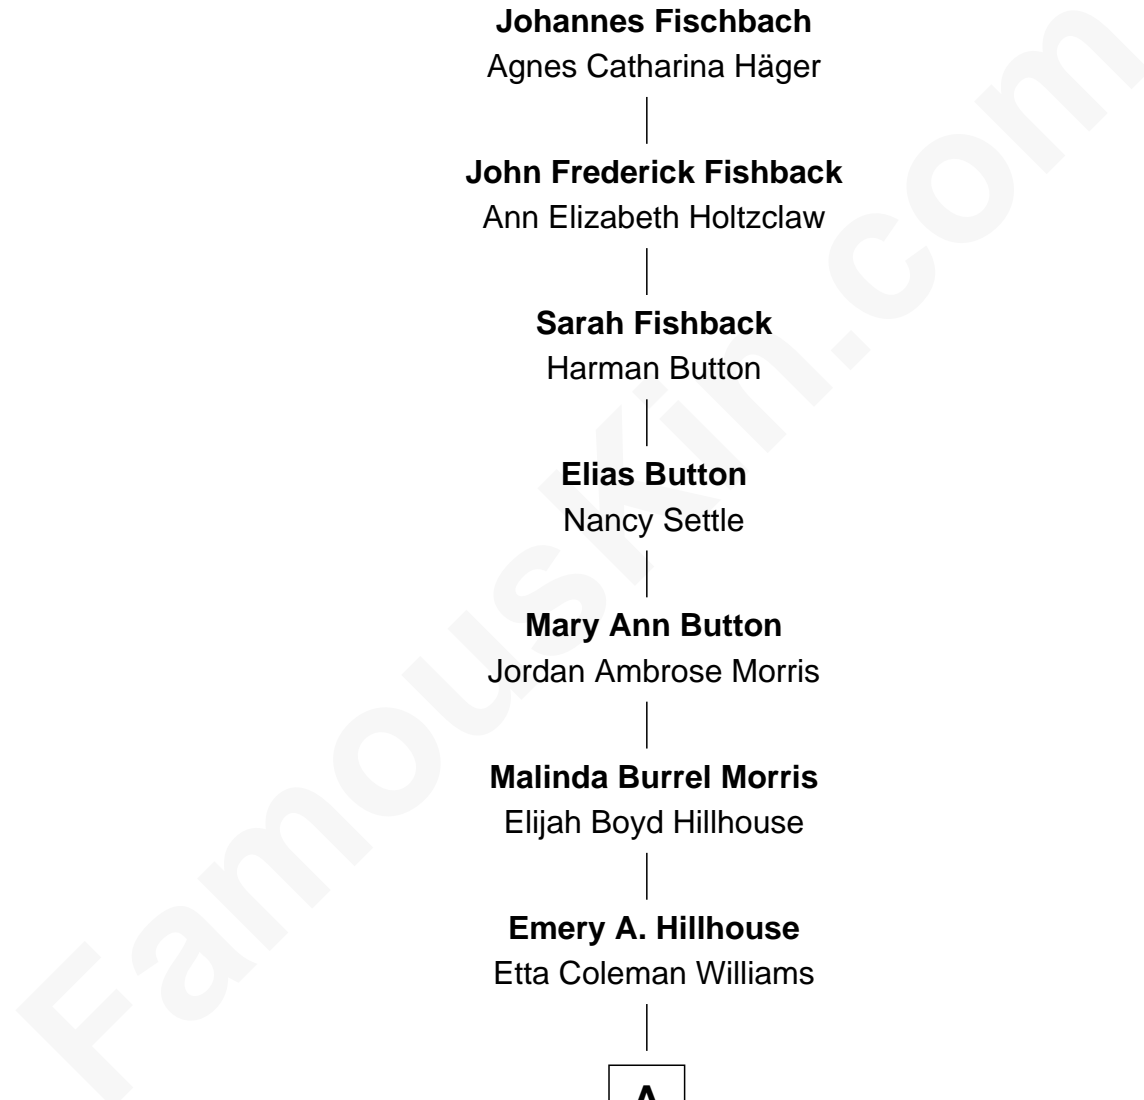 Johannes Fischbach
Agnes Catharina Häger
John Frederick Fishback
Ann Elizabeth Holtzclaw
Sarah Fishback
Harman Button
Elias Button
Nancy Settle
Mary Ann Button
Jordan Ambrose Morris
Malinda Burrel Morris
Elijah Boyd Hillhouse
Emery A. Hillhouse
Etta Coleman Williams
A
FamousKin.com